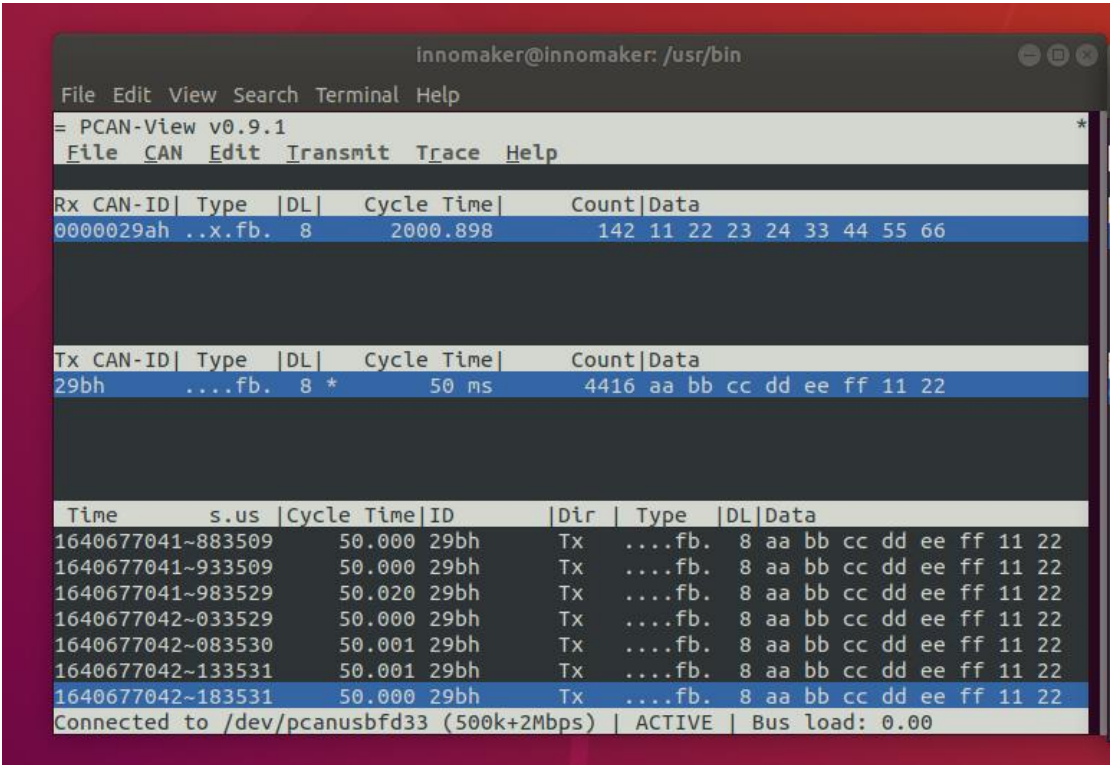 innomaker@innomaker: /usr/bin
File Edit View Search Terminal Help
= PCAN-View v0.9.1 *
File CAN Edit Transmit Trace Help
Rx CAN-ID| Type |DL| Cycle Time| Count|Data
0000029ah ..x.fb. 8 2000.898 142 11 22 23 24 33 44 55 66
Tx CAN-ID| Type |DL| Cycle Time| Count|Data
29bh ....fb. 8 * 50 ms 4416 aa bb cc dd ee ff 11 22
Time s.us |Cycle Time|ID |Dir | Type |DL|Data
1640677041~883509 50.000 29bh Tx ....fb. 8 aa bb cc dd ee ff 11 22
1640677041~933509 50.000 29bh Tx ....fb. 8 aa bb cc dd ee ff 11 22
1640677041~983529 50.020 29bh Tx ....fb. 8 aa bb cc dd ee ff 11 22
1640677042~033529 50.000 29bh Tx ....fb. 8 aa bb cc dd ee ff 11 22
1640677042~083530 50.001 29bh Tx ....fb. 8 aa bb cc dd ee ff 11 22
1640677042~133531 50.001 29bh Tx ....fb. 8 aa bb cc dd ee ff 11 22
1640677042~183531 50.000 29bh Tx ....fb. 8 aa bb cc dd ee ff 11 22
Connected to /dev/pcanusbfd33 (500k+2Mbps) | ACTIVE | Bus load: 0.00